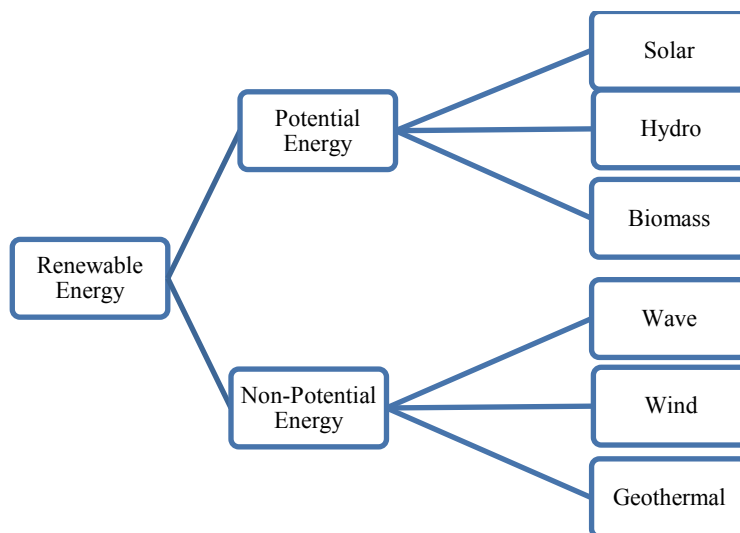 Renewable
Energy
Potential
Energy
Solar
Hydro
Biomass
Non-Potential
Energy
Wave
Wind
Geothermal